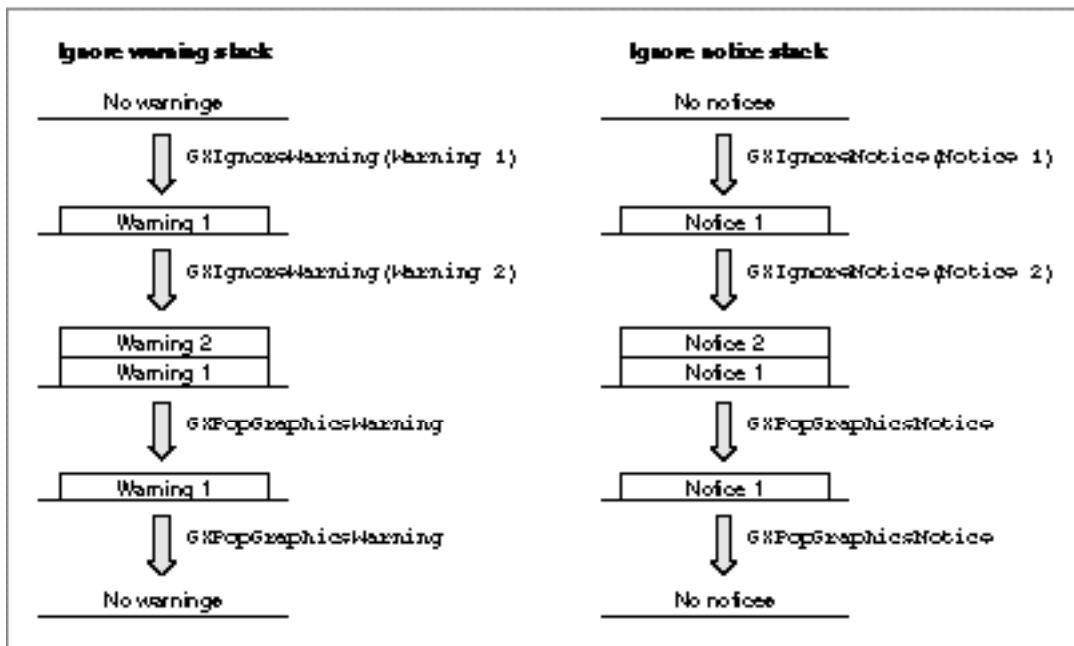 Ignore warning stack
No warnings
GXIgnoreWarning(Warning 1)
Warning 1
GXIgnoreWarning(Warning 2)
Warning 2
Warning 1
GXPopGraphicsWarning
Warning 1
GXPopGraphicsWarning
No warnings
Ignore notice stack
No notices
GXIgnoreNotice(Notice 1)
Notice 1
GXIgnoreNotice(Notice 2)
Notice 2
Notice 1
GXPopGraphicsNotice
Notice 1
GXPopGraphicsNotice
No notices